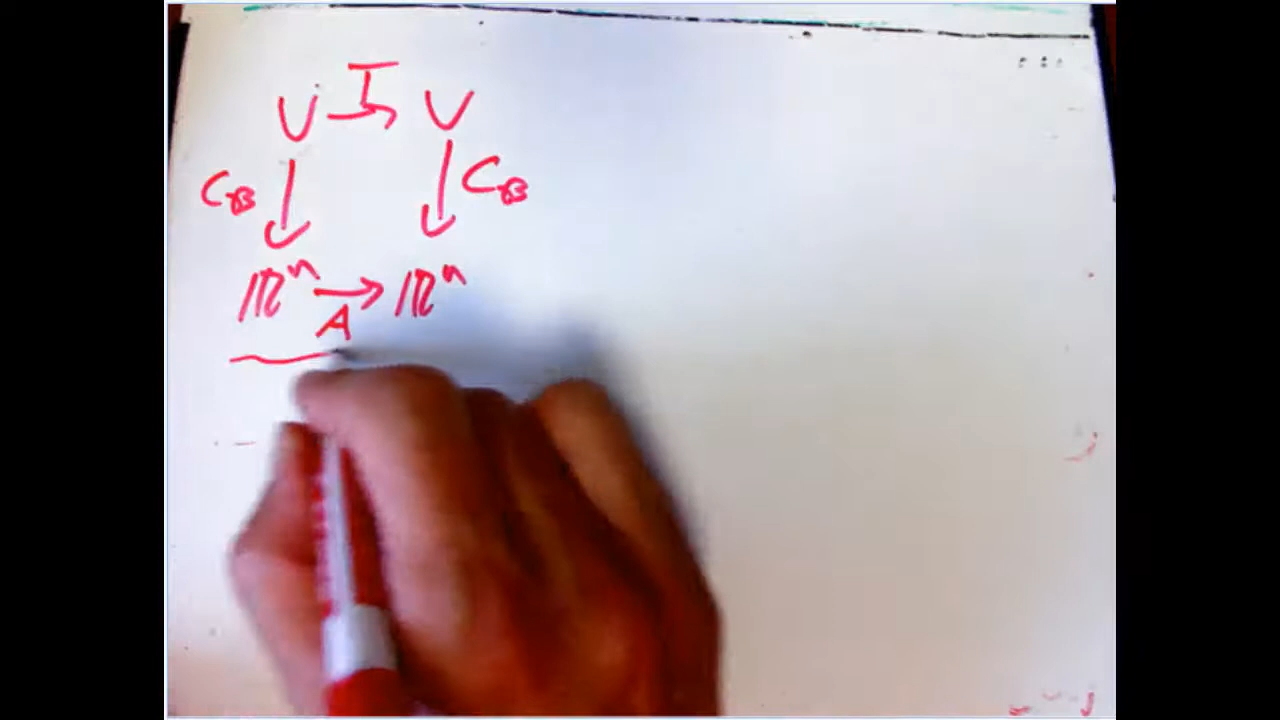 T
V → V
C_B ↓ ↓ C_B
ℝⁿ → ℝⁿ
A